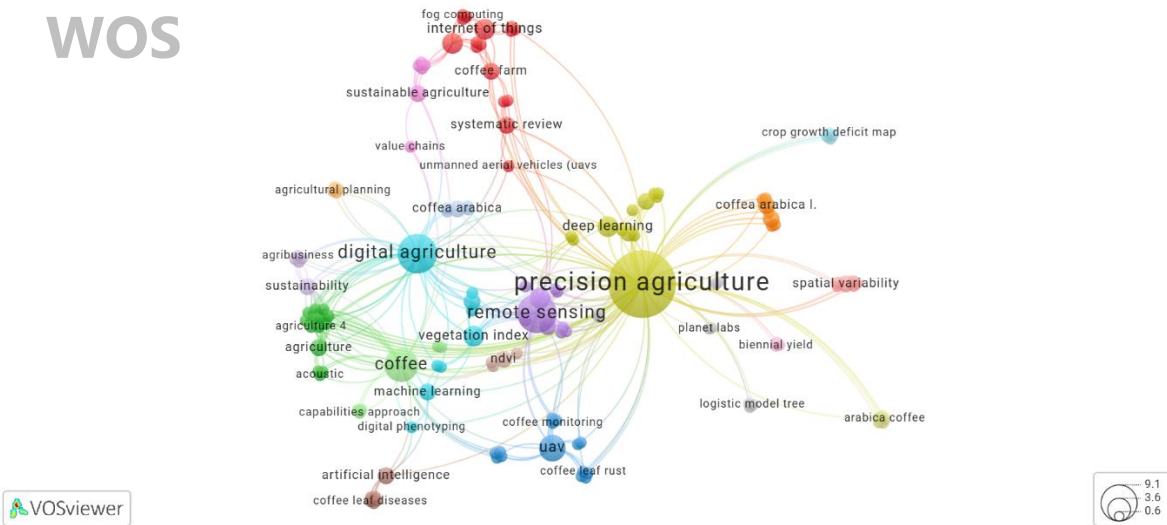 WOS
fog computing
internet of things
coffee farm
sustainable agriculture
systematic review
crop growth deficit map
value chains
unmanned aerial vehicles (uavs
agricultural planning
coffea arabica
coffea arabica l.
deep learning
agribusiness
digital agriculture
precision agriculture
sustainability
spatial variability
remote sensing
agriculture 4
planet labs
vegetation index
agriculture
biennial yield
ndvi
coffee
acoustic
machine learning
logistic model tree
capabilities approach
arabica coffee
coffee monitoring
digital phenotyping
uav
artificial intelligence
coffee leaf rust
coffee leaf diseases
VOSviewer
9.1
3.6
0.6